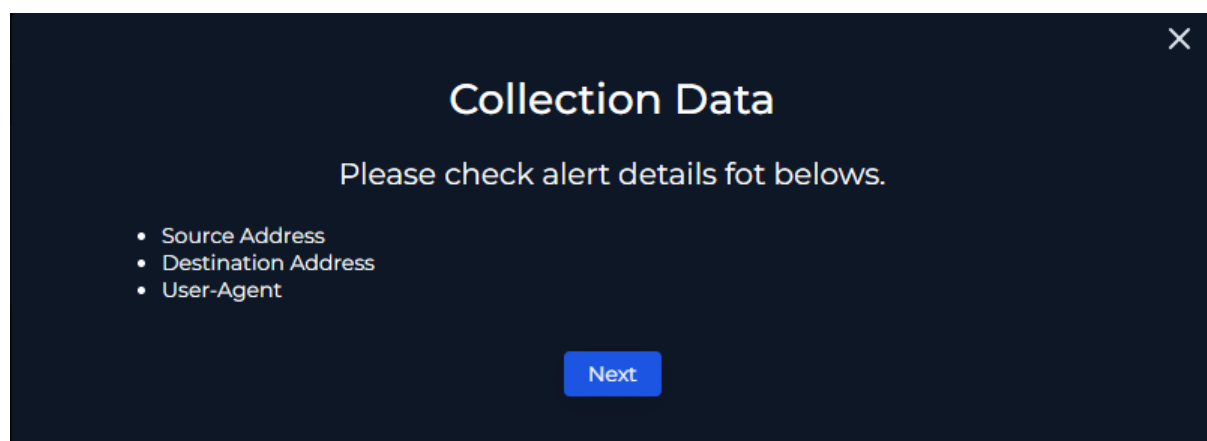 Collection Data
Please check alert details fot belows.
Source Address
Destination Address
User-Agent
Next